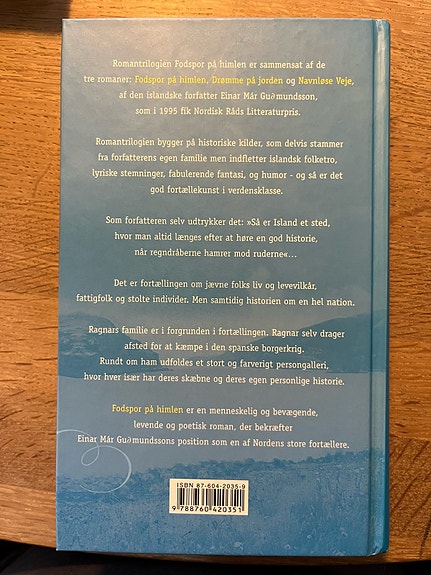 Romantrilogien Fodspor på himlen er sammensat af de
tre romaner: Fodspor på himlen, Drømme på jorden og Navnløse Veje,
af den islandske forfatter Einar Már Gu∂mundsson,
som i 1995 fik Nordisk Råds Litteraturpris.
Romantrilogien bygger på historiske kilder, som delvis stammer
fra forfatterens egen familie men indfletter islandsk folketro,
lyriske stemninger, fabulerende fantasi, og humor - og så er det
god fortællekunst i verdensklasse.
Som forfatteren selv udtrykker det: »Så er Island et sted,
hvor man altid længes efter at høre en god historie,
når regndråberne hamrer mod ruderne«...
Det er fortællingen om jævne folks liv og levevilkår,
fattigfolk og stolte individer. Men samtidig historien om en hel nation.
Ragnars familie er i forgrunden i fortællingen. Ragnar selv drager
afsted for at kæmpe i den spanske borgerkrig.
Rundt om ham udfoldes et stort og farverigt persongalleri,
hvor hver især har deres skæbne og deres egen personlige historie.
Fodspor på himlen er en menneskelig og bevægende,
levende og poetisk roman, der bekræfter
Einar Már Gu∂mundssons position som en af Nordens store fortællere.
ISBN 87-604-2035-9
9 788760 420351